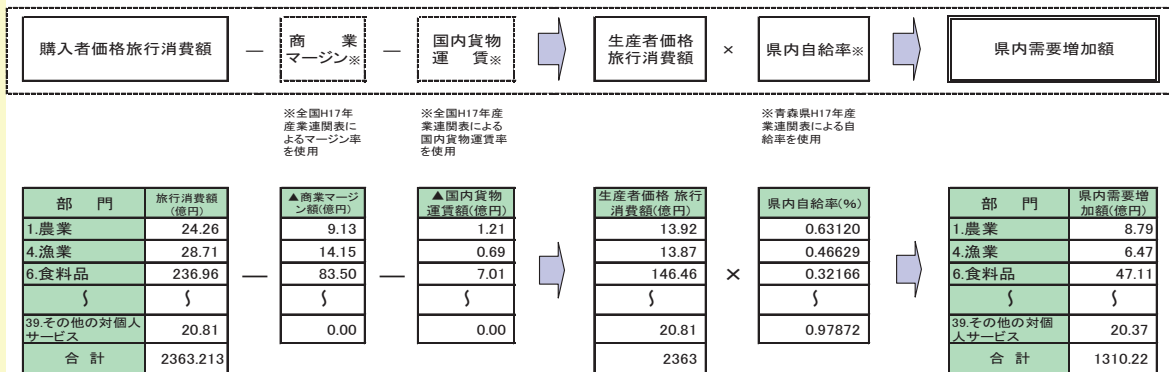 購入者価格旅行消費額 ― 商　業 ― 国内貨物 生産者価格 × 県内自給率※ 県内需要増加額
マージン※ 運　賃※ 旅行消費額
※全国H17年 ※全国H17年産 ※青森県H17年産
産業連関表に 業連関表による 業連関表による自
よるマージン率 国内貨物運賃率 給率を使用
を使用 を使用
部　門 旅行消費額 ▲商業マージ ▲国内貨物 生産者価格 旅行 県内自給率(%) 部　門 県内需要増
(億円) ン額(億円) 運賃額(億円) 消費額(億円) 加額(億円)
1.農業 24.26 9.13 1.21 13.92 0.63120 1.農業 8.79
4.漁業 28.71 14.15 0.69 13.87 0.46629 4.漁業 6.47
6.食料品 236.96 ― 83.50 ― 7.01 146.46 × 0.32166 6.食料品 47.11
∫ ∫ ∫ ∫ ∫ ∫ ∫ ∫
39.その他の対個人 20.81 0.00 0.00 20.81 0.97872 39.その他の対個 20.37
サービス 人サービス
合 計 2363.213 2363 合 計 1310.22